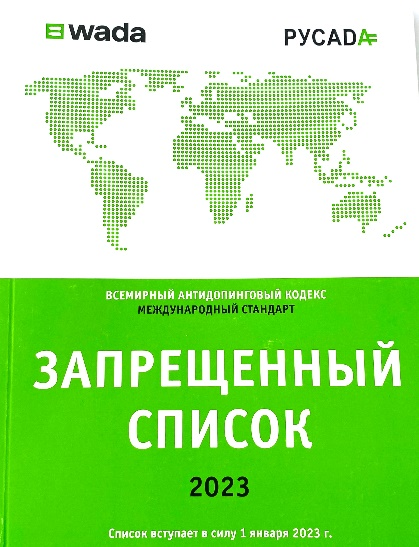 wada РУСАДА
ВСЕМИРНЫЙ АНТИДОПИНГОВЫЙ КОДЕКС
МЕЖДУНАРОДНЫЙ СТАНДАРТ
ЗАПРЕЩЕННЫЙ
СПИСОК
2023
Список вступает в силу 1 января 2023 г.